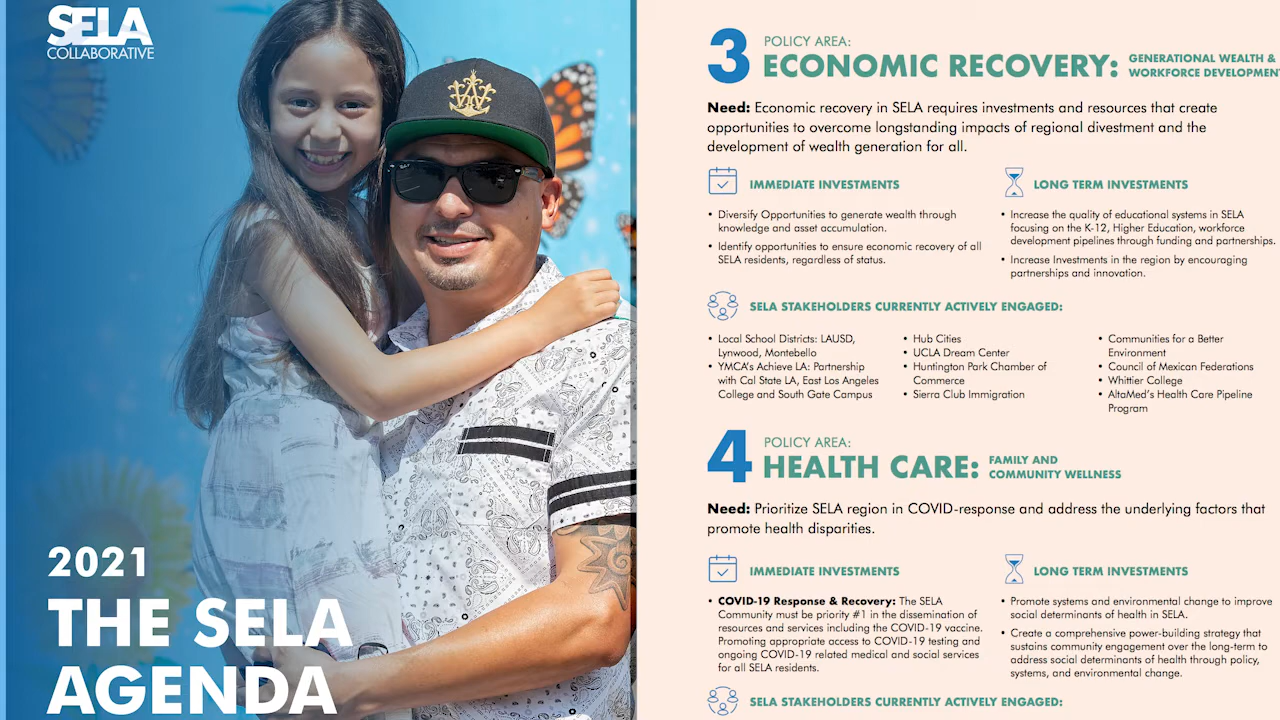 SELA
COLLABORATIVE
2021
THE SELA
AGENDA
3
POLICY AREA:
ECONOMIC RECOVERY:
GENERATIONAL WEALTH &
WORKFORCE DEVELOPMENT
Need: Economic recovery in SELA requires investments and resources that create
opportunities to overcome longstanding impacts of regional divestment and the
development of wealth generation for all.
IMMEDIATE INVESTMENTS
• Diversify Opportunities to generate wealth through
knowledge and asset accumulation.
• Identify opportunities to ensure economic recovery of all
SELA residents, regardless of status.
LONG TERM INVESTMENTS
• Increase the quality of educational systems in SELA
focusing on the K-12, Higher Education, workforce
development pipelines through funding and partnerships.
• Increase Investments in the region by encouraging
partnerships and innovation.
SELA STAKEHOLDERS CURRENTLY ACTIVELY ENGAGED:
• Local School Districts: LAUSD,
Lynwood, Montebello
• YMCA's Achieve LA: Partnership
with Cal State LA, East Los Angeles
College and South Gate Campus
• Hub Cities
• UCLA Dream Center
• Huntington Park Chamber of
Commerce
• Sierra Club Immigration
• Communities for a Better
Environment
• Council of Mexican Federations
• Whittier College
• AltaMed's Health Care Pipeline
Program
4
POLICY AREA:
HEALTH CARE:
FAMILY AND
COMMUNITY WELLNESS
Need: Prioritize SELA region in COVID-response and address the underlying factors that
promote health disparities.
IMMEDIATE INVESTMENTS
• COVID-19 Response & Recovery: The SELA
Community must be priority #1 in the dissemination of
resources and services including the COVID-19 vaccine.
Promoting appropriate access to COVID-19 testing and
ongoing COVID-19 related medical and social services
for all SELA residents.
LONG TERM INVESTMENTS
• Promote systems and environmental change to improve
social determinants of health in SELA.
• Create a comprehensive power-building strategy that
sustains community engagement over the long-term to
address social determinants of health through policy,
systems, and environmental change.
SELA STAKEHOLDERS CURRENTLY ACTIVELY ENGAGED: